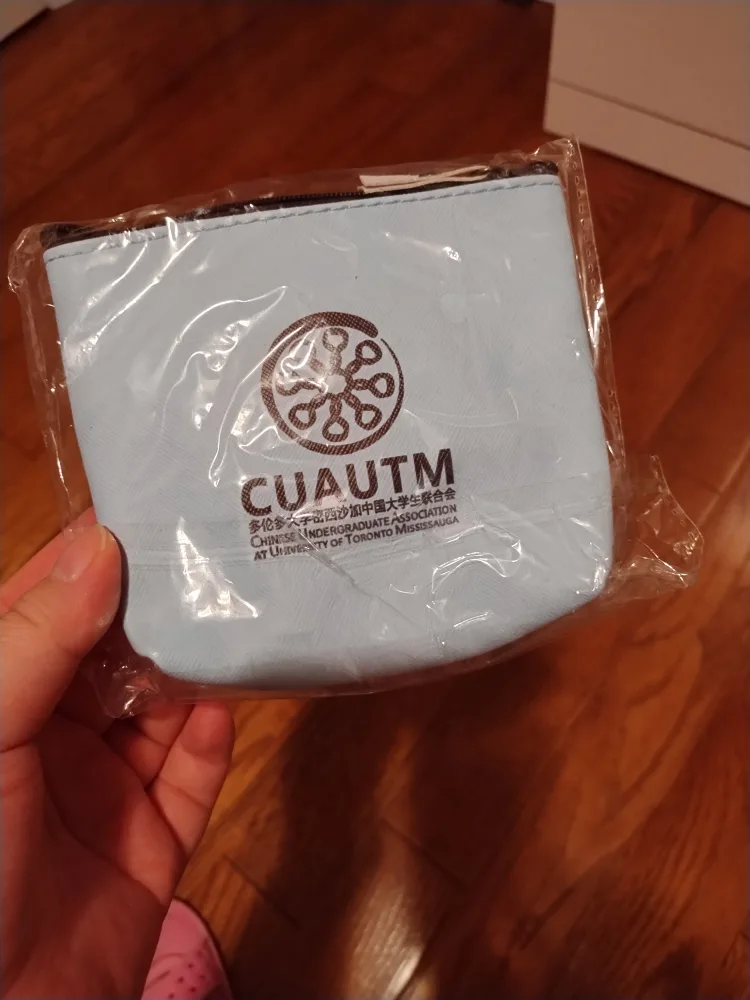 CUAUTM
多伦多大学密西沙加中国大学生联合会
CHINESE UNDERGRADUATE ASSOCIATION
AT UNIVERSITY OF TORONTO MISSISSAUGA